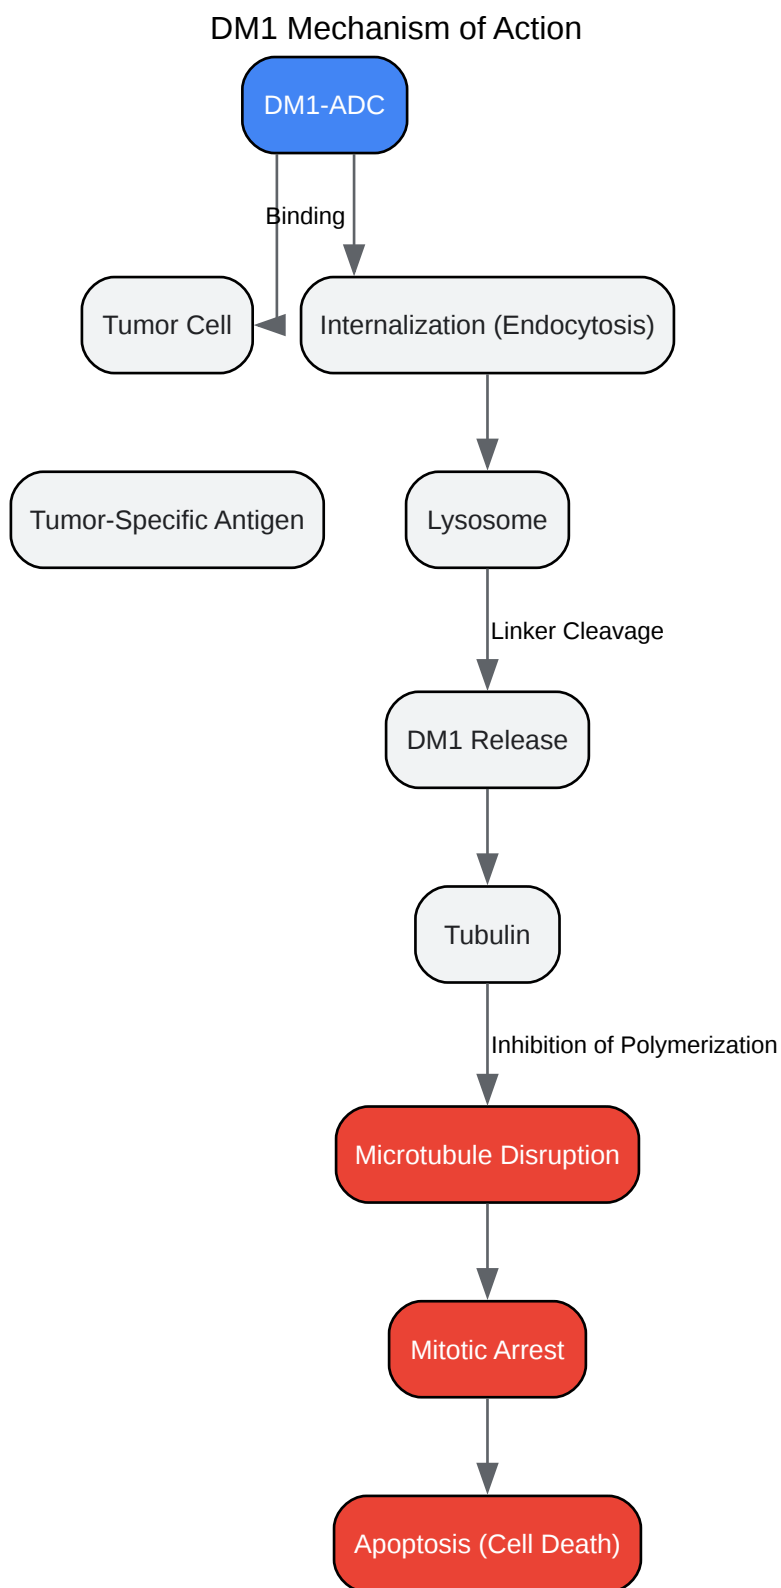 DM1 Mechanism of Action
DM1-ADC
Binding
Tumor Cell
Internalization (Endocytosis)
Tumor-Specific Antigen
Lysosome
Linker Cleavage
DM1 Release
Tubulin
Inhibition of Polymerization
Microtubule Disruption
Mitotic Arrest
Apoptosis (Cell Death)